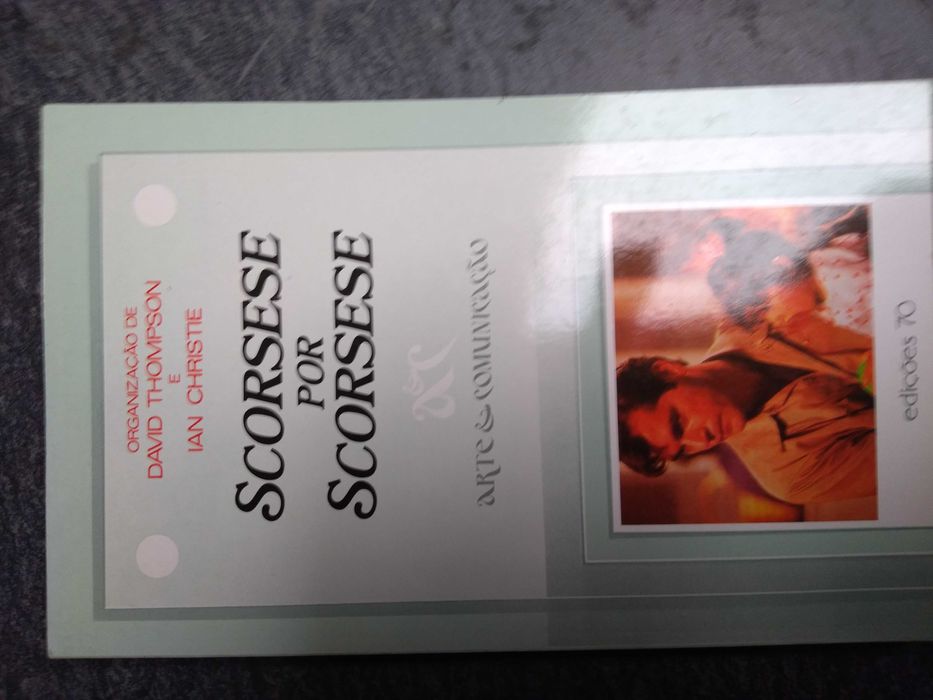 ORGANIZAÇÃO DE
DAVID THOMPSON
E
IAN CHRISTIE
SCORSESE
POR
SCORSESE
a&c
ARTE & COMUNICAÇÃO
edições 70